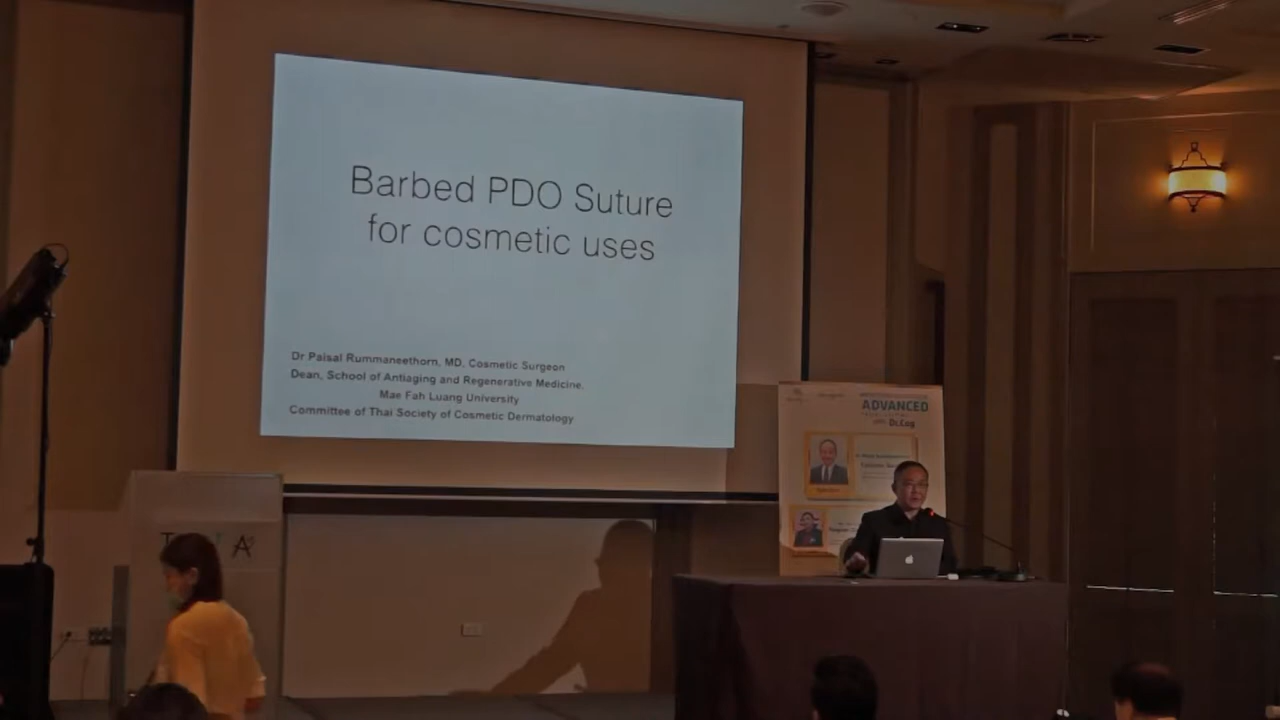 Barbed PDO Suture
for cosmetic uses
Dr Paisal Rummaneethorn, MD, Cosmetic Surgeon
Dean, School of Antiaging and Regenerative Medicine,
Mae Fah Luang University
Committee of Thai Society of Cosmetic Dermatology
ADVANCED